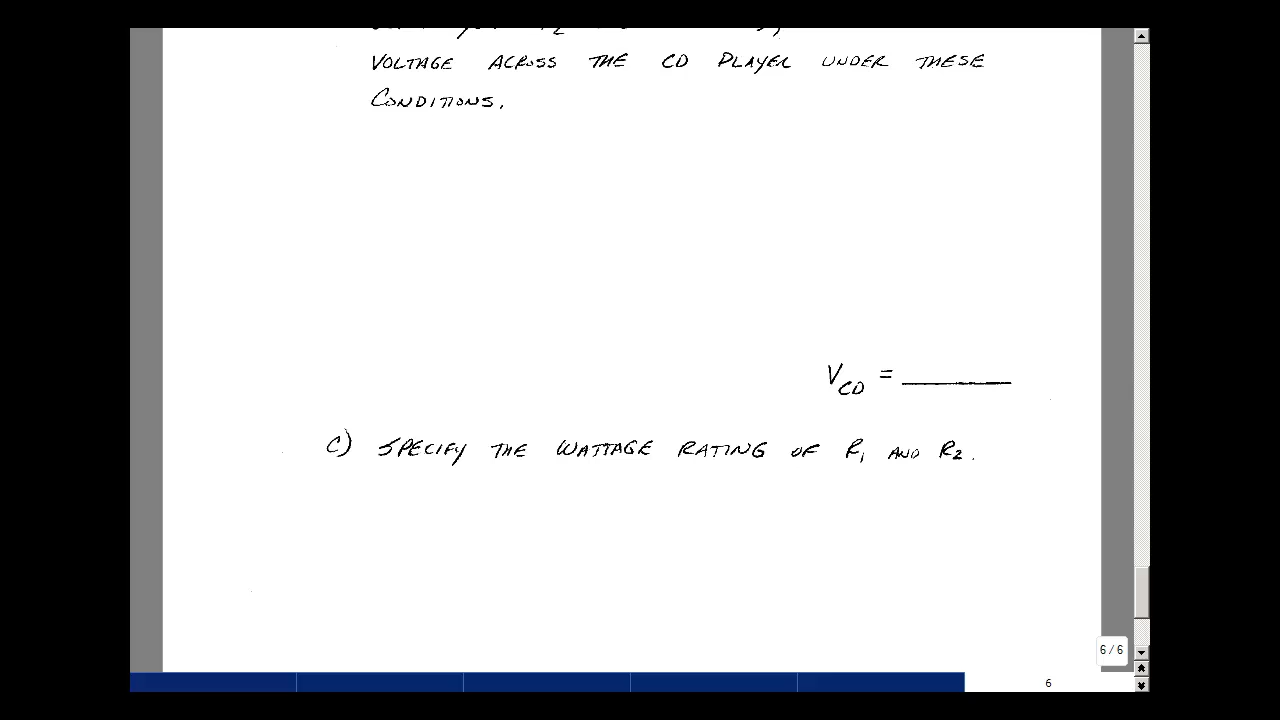 VOLTAGE ACROSS THE CD PLAYER UNDER THESE
CONDITIONS.
VCD = ______
C) SPECIFY THE WATTAGE RATING OF R1 AND R2.
6/6
6